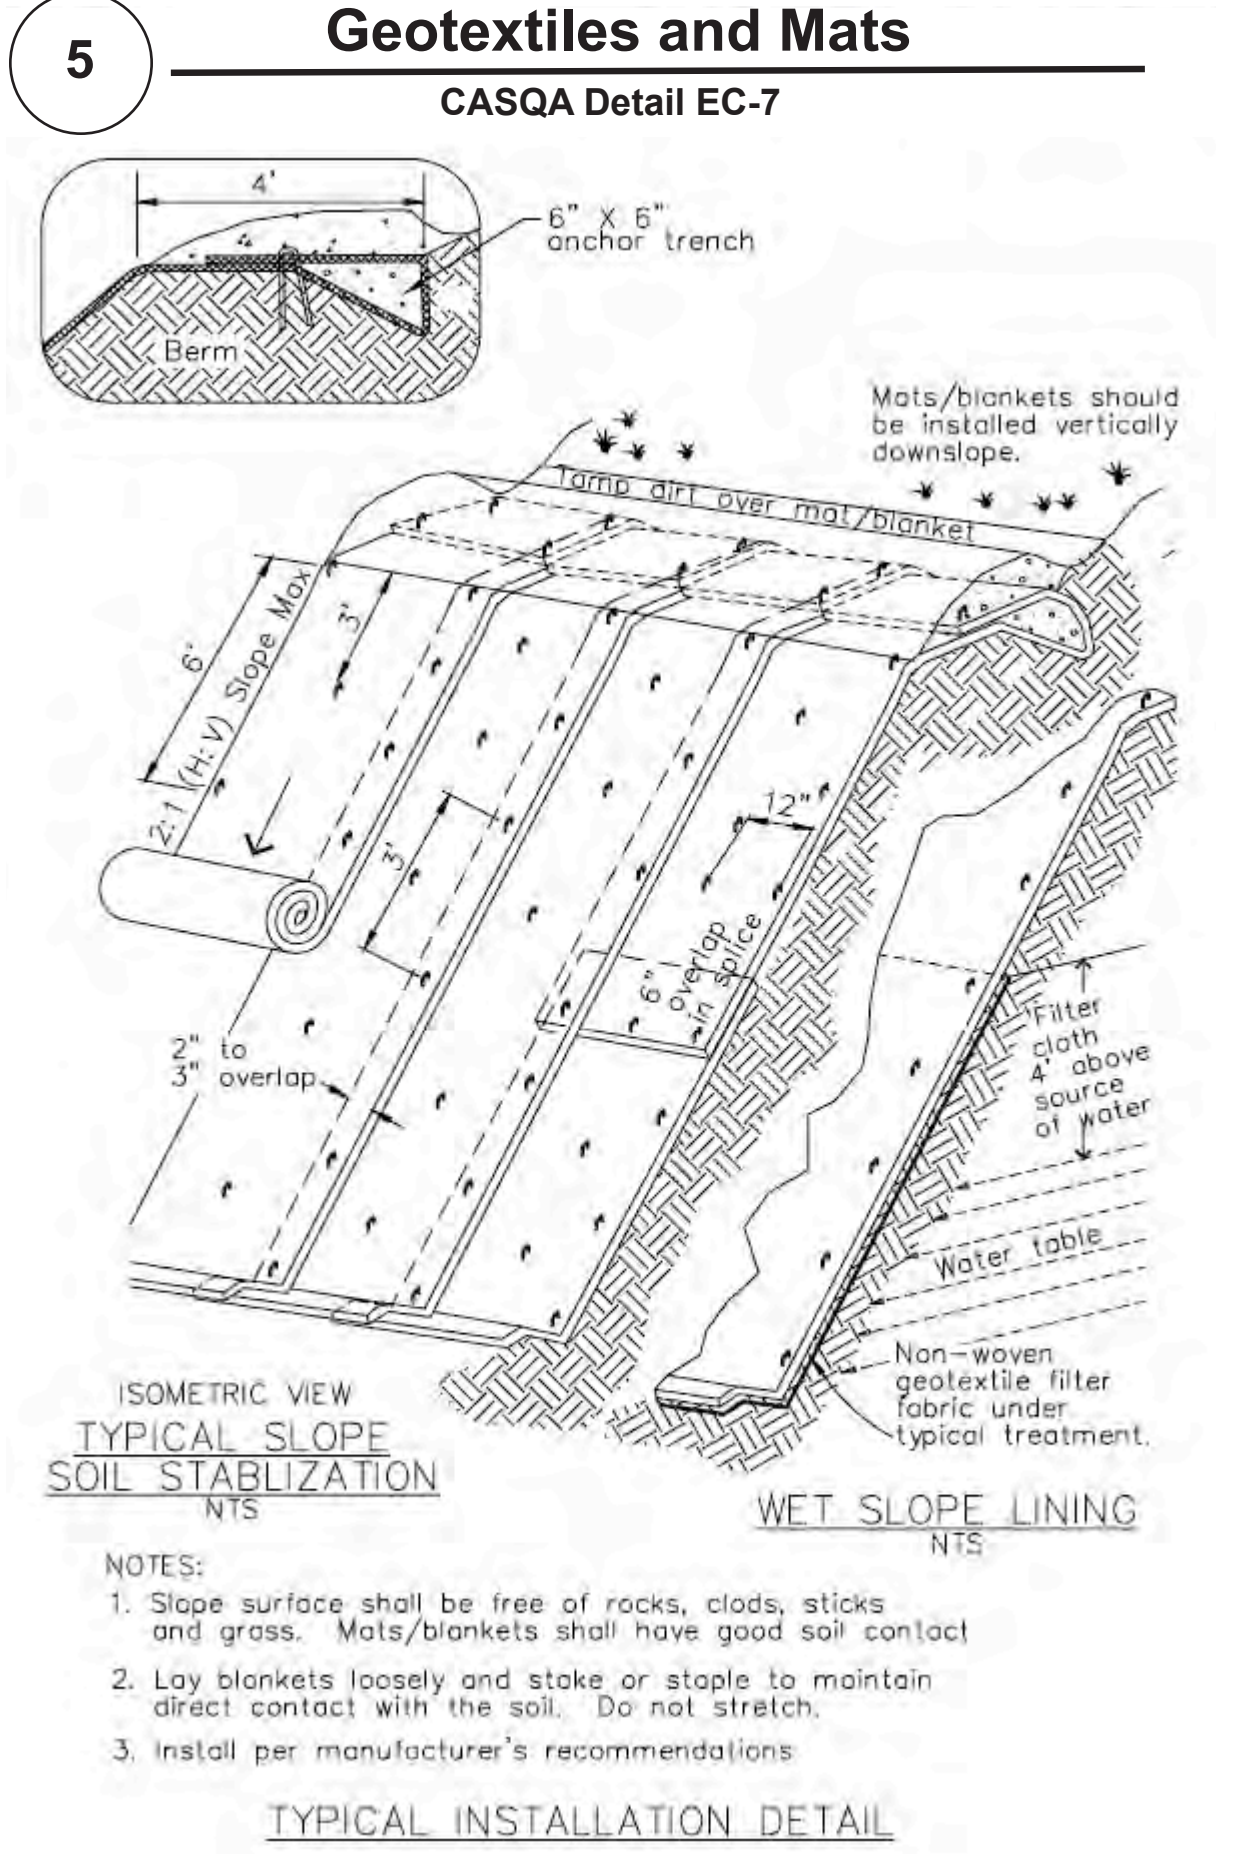 5
Geotextiles and Mats
CASQA Detail EC-7
4'
6" X 6"
anchor trench
Berm
Mats/blankets should
be installed vertically
downslope.
Tamp dirt over mat/blanket
6'
2:1 (H:V) Slope Max
3'
3'
12"
6"
overlap
in splice
2" to
3" overlap
Filter
cloth
4' above
source
of water
Water table
Non-woven
geotextile filter
fabric under
typical treatment.
ISOMETRIC VIEW
TYPICAL SLOPE
SOIL STABLIZATION
NTS
WET SLOPE LINING
NTS
NOTES:
1. Slope surface shall be free of rocks, clods, sticks
and grass. Mats/blankets shall have good soil contact
2. Lay blankets loosely and stake or staple to maintain
direct contact with the soil. Do not stretch.
3. Install per manufacturer's recommendations
TYPICAL INSTALLATION DETAIL